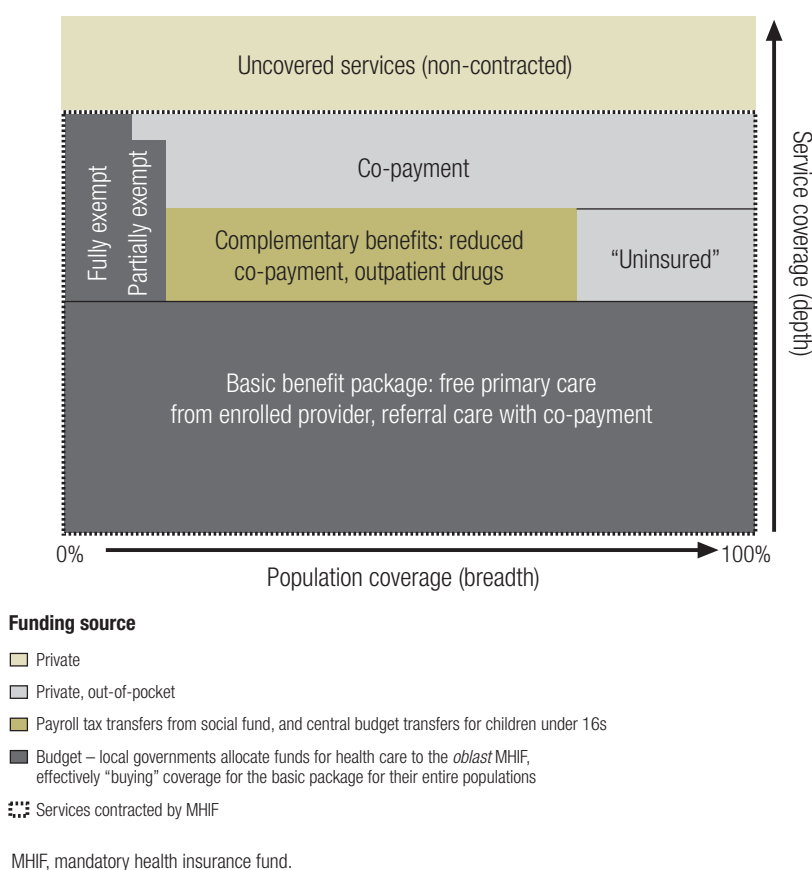 Uncovered services (non-contracted)
Fully exempt
Partially exempt
Co-payment
Complementary benefits: reduced
co-payment, outpatient drugs
“Uninsured”
Basic benefit package: free primary care
from enrolled provider, referral care with co-payment
Service coverage (depth)
0%
100%
Population coverage (breadth)
Funding source
Private
Private, out-of-pocket
Payroll tax transfers from social fund, and central budget transfers for children under 16s
Budget – local governments allocate funds for health care to the oblast MHIF,
effectively “buying” coverage for the basic package for their entire populations
Services contracted by MHIF
MHIF, mandatory health insurance fund.